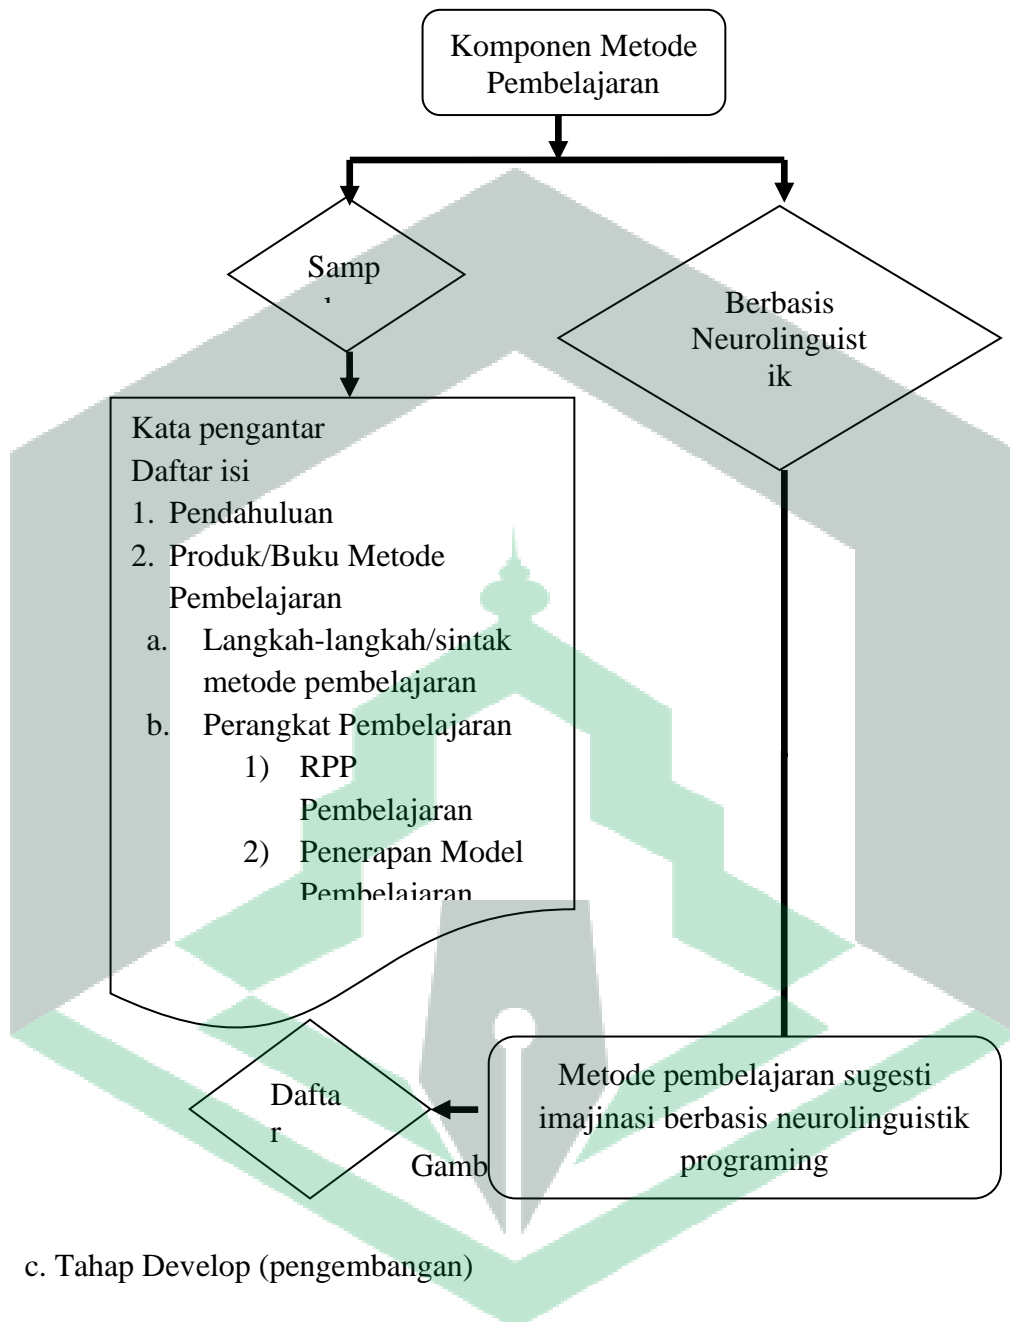 Komponen Metode
Pembelajaran
Samp
Berbasis
Neurolinguist
ik
Kata pengantar
Daftar isi
1. Pendahuluan
2. Produk/Buku Metode
Pembelajaran
a. Langkah-langkah/sintak
metode pembelajaran
b. Perangkat Pembelajaran
1) RPP
Pembelajaran
2) Penerapan Model
Pembelajaran
Metode pembelajaran sugesti
imajinasi berbasis neurolinguistik
programing
Dafta
r
Gamb
c. Tahap Develop (pengembangan)